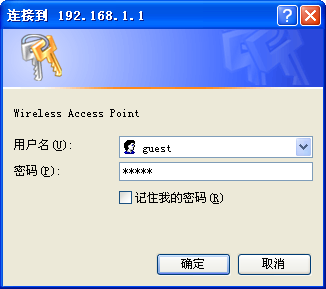 连接到 192.168.1.1
Wireless Access Point
用户名(U):
guest
密码(P):
*****
记住我的密码(R)
确定
取消